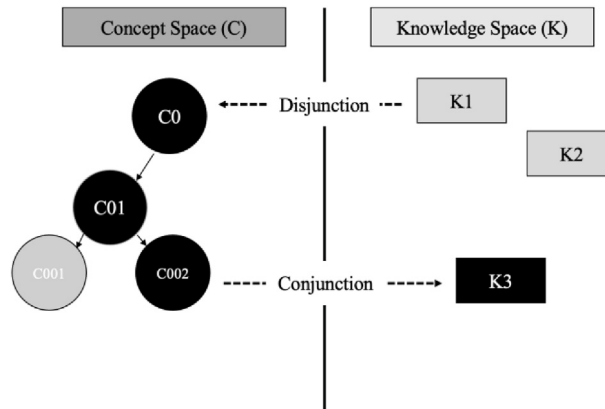 Concept Space (C)
Knowledge Space (K)
C0
Disjunction
K1
K2
C01
C001
C002
Conjunction
K3